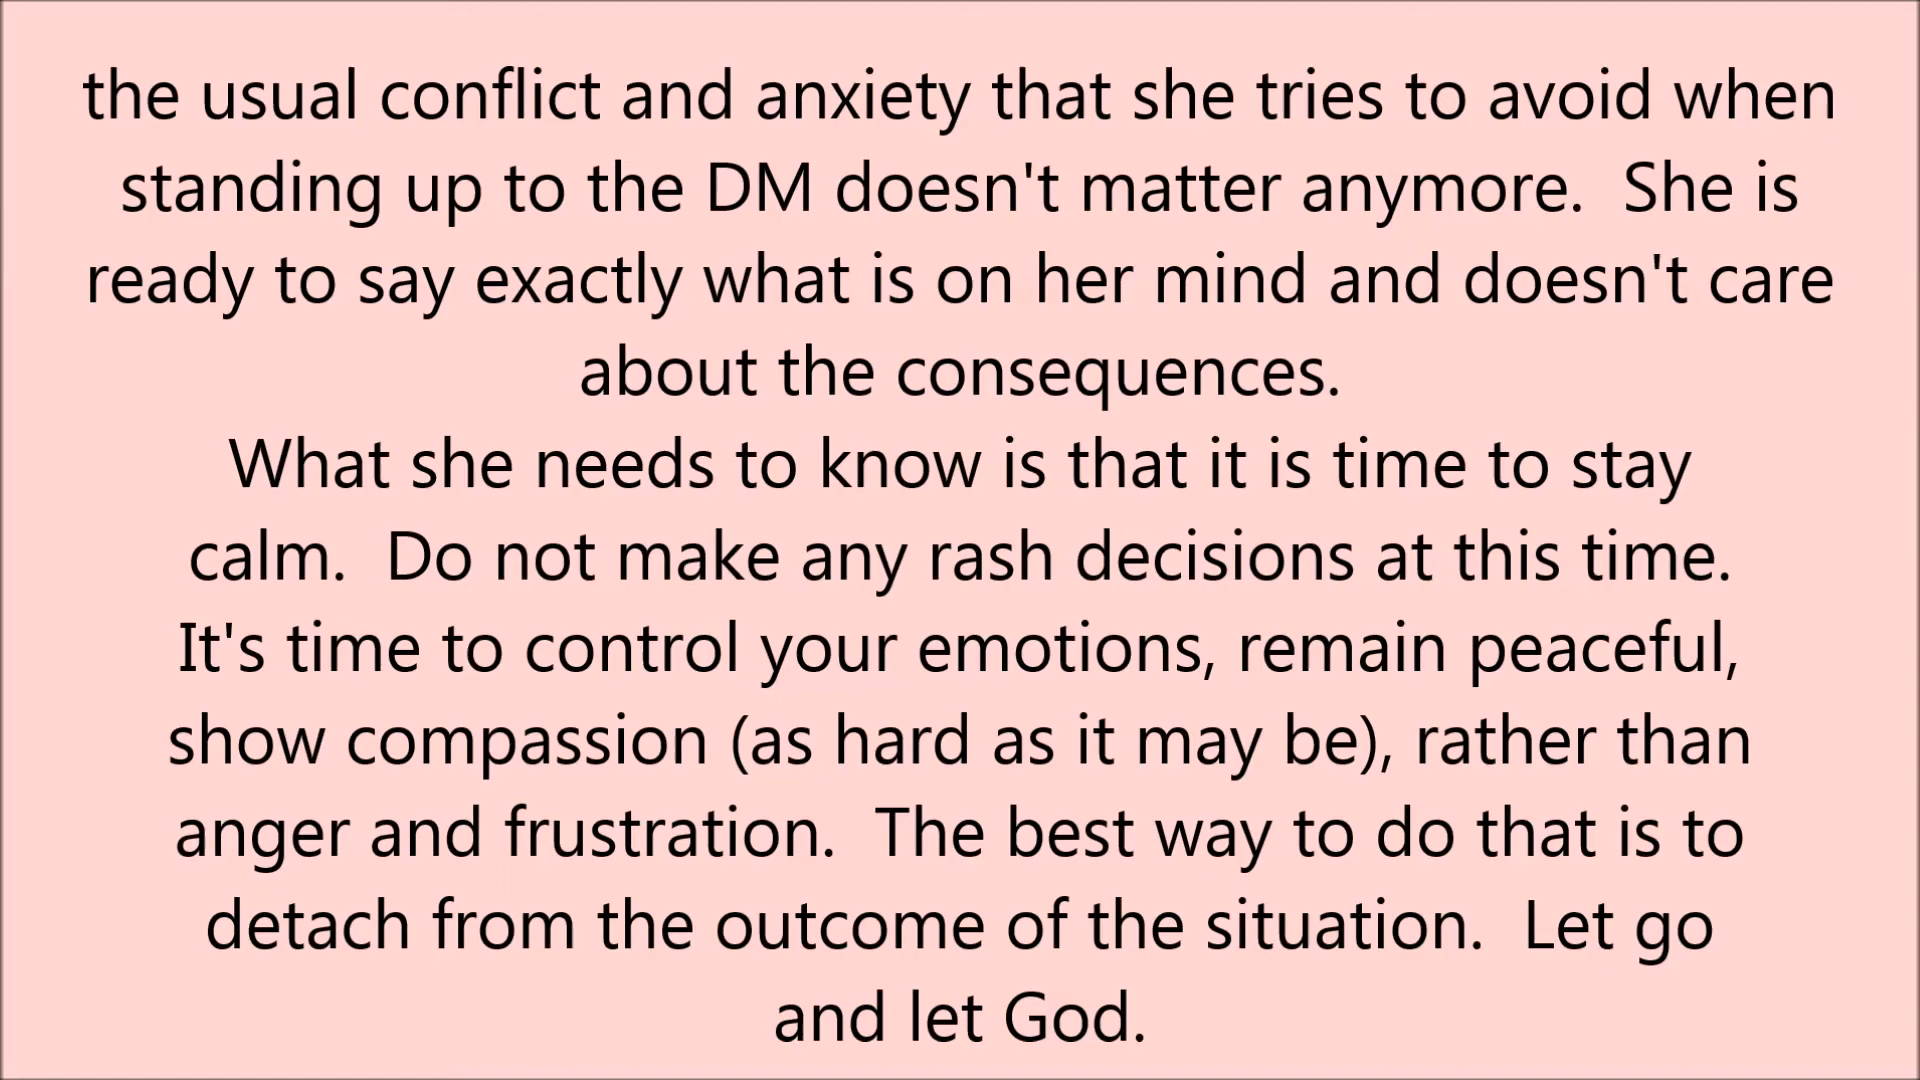 the usual conflict and anxiety that she tries to avoid when
standing up to the DM doesn't matter anymore.  She is
ready to say exactly what is on her mind and doesn't care
about the consequences.
What she needs to know is that it is time to stay
calm.  Do not make any rash decisions at this time.
It's time to control your emotions, remain peaceful,
show compassion (as hard as it may be), rather than
anger and frustration.  The best way to do that is to
detach from the outcome of the situation.  Let go
and let God.